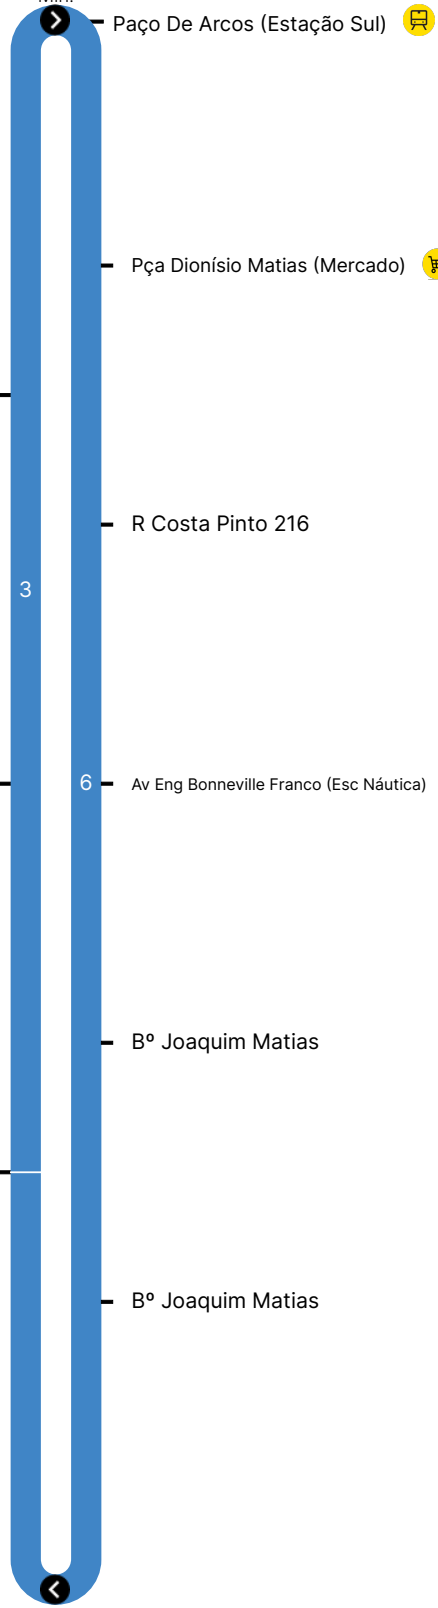 Paço De Arcos (Estação Sul)
Pça Dionísio Matias (Mercado)
R Costa Pinto 216
3
6
Av Eng Bonneville Franco (Esc Náutica)
Bº Joaquim Matias
Bº Joaquim Matias